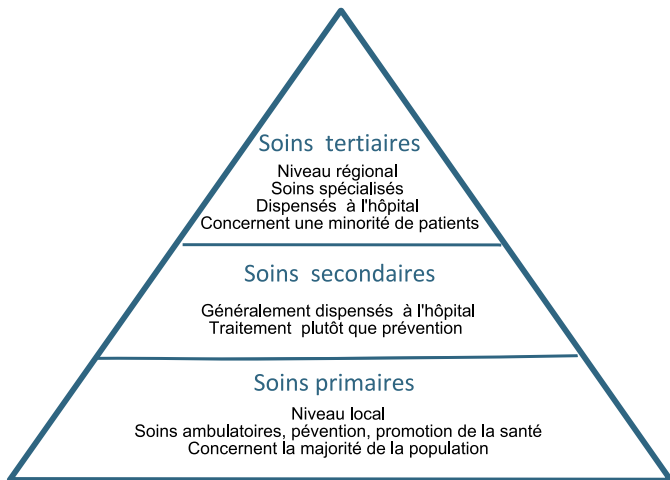 Soins tertiaires
Niveau régional
Soins spécialisés
Dispensés à l'hôpital
Concernent une minorité de patients
Soins secondaires
Généralement dispensés à l'hôpital
Traitement plutôt que prévention
Soins primaires
Niveau local
Soins ambulatoires, pévention, promotion de la santé
Concernent la majorité de la population